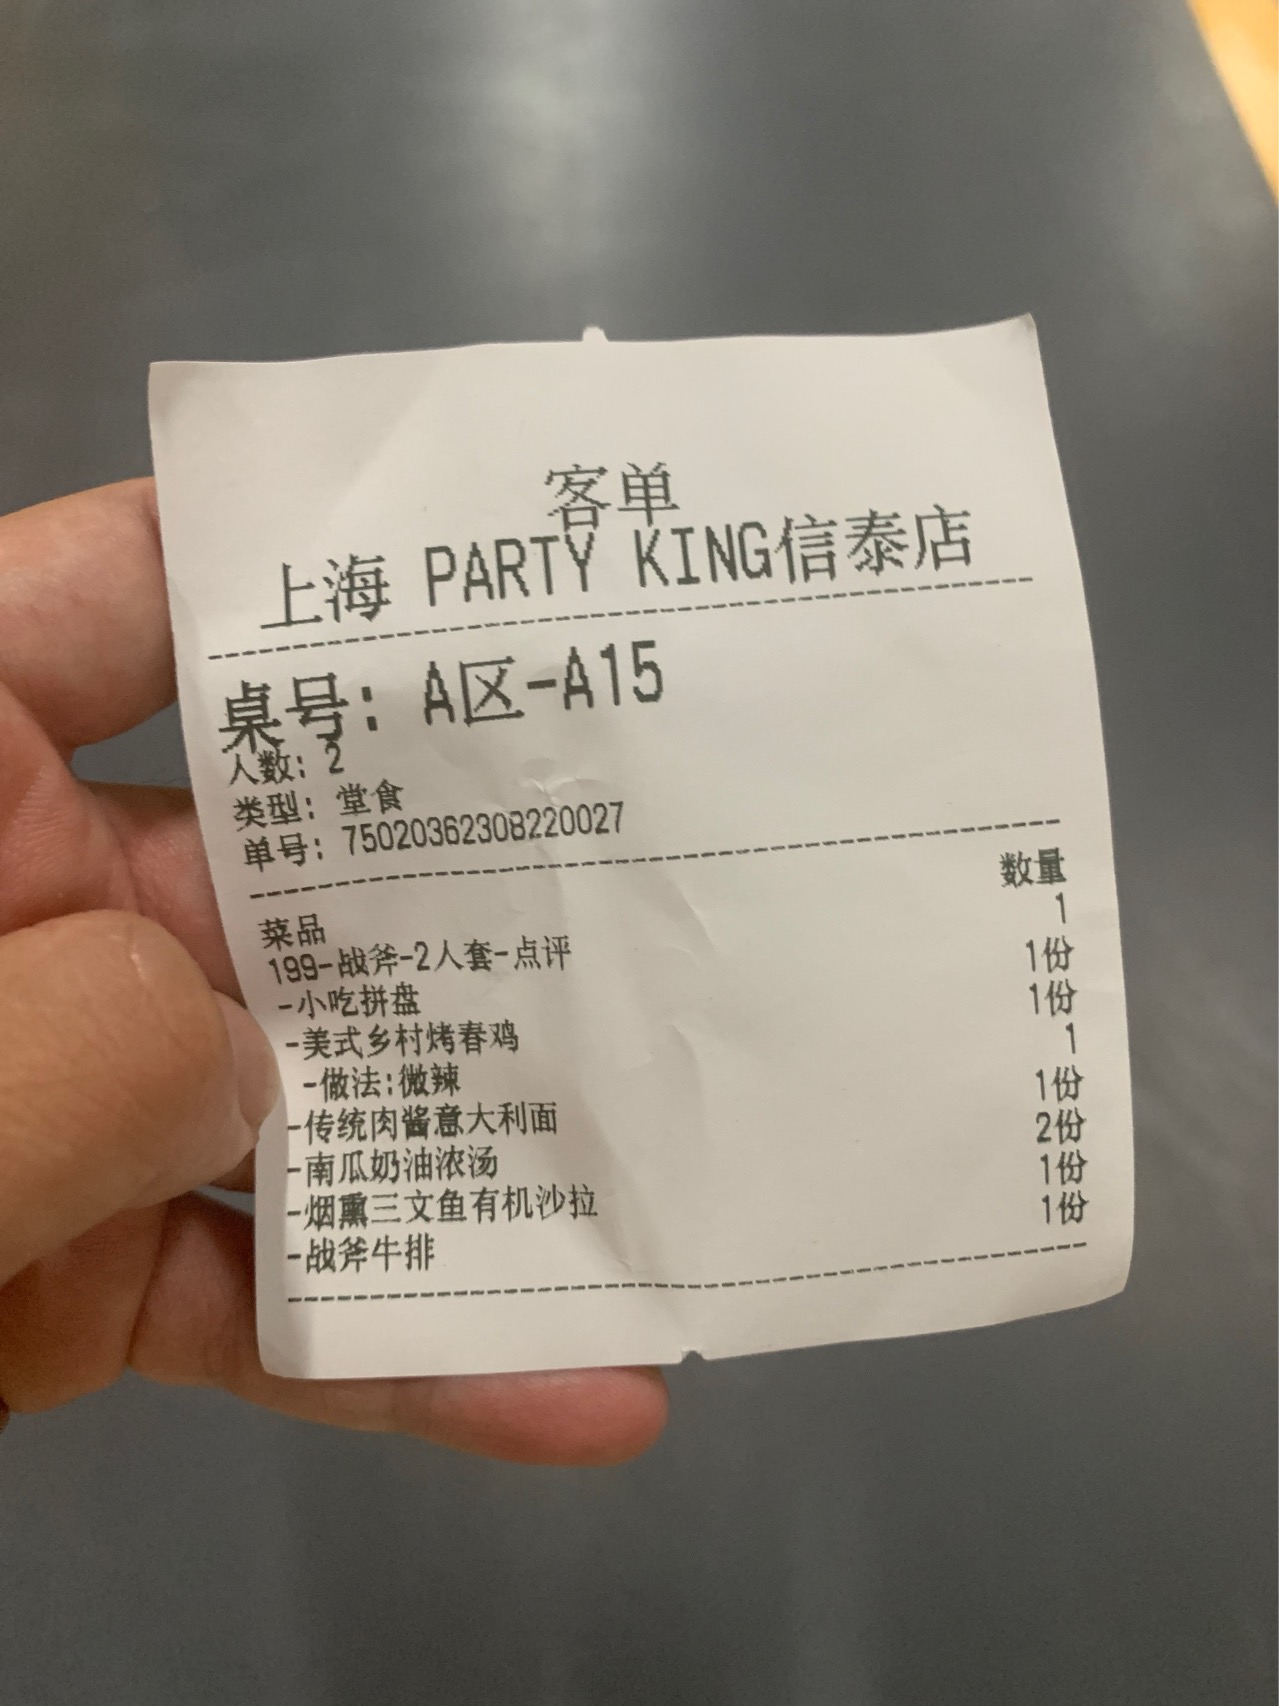 客单
上海 PARTY KING信泰店
桌号: A区-A15
人数: 2
类型: 堂食
单号: 75020362308220027
菜品 数量
199-战斧-2人套-点评 1
-小吃拼盘 1份
-美式乡村烤春鸡 1份
-做法:微辣 1
-传统肉酱意大利面 1份
-南瓜奶油浓汤 2份
-烟熏三文鱼有机沙拉 1份
-战斧牛排 1份